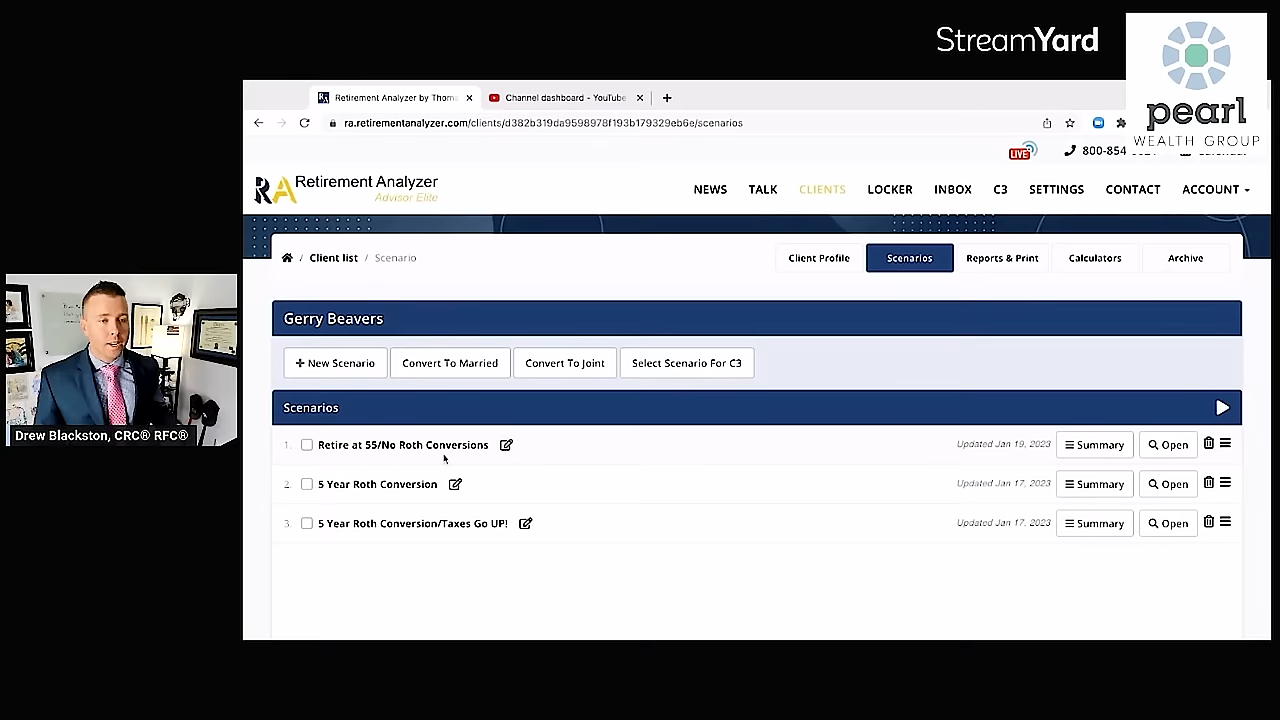 StreamYard
pearl
WEALTH GROUP
Retirement Analyzer by Thom
Channel dashboard - YouTube
ra.retirementanalyzer.com/clients/d382b319da9598978f193b179329eb6e/scenarios
LIVE
800-854
RA Retirement Analyzer
Advisor Elite
NEWS TALK CLIENTS LOCKER INBOX C3 SETTINGS CONTACT ACCOUNT
/ Client list / Scenario
Client Profile Scenarios Reports & Print Calculators Archive
Gerry Beavers
+ New Scenario Convert To Married Convert To Joint Select Scenario For C3
Scenarios
1. Retire at 55/No Roth Conversions Updated Jan 19, 2023 Summary Open
2. 5 Year Roth Conversion Updated Jan 17, 2023 Summary Open
3. 5 Year Roth Conversion/Taxes Go UP! Updated Jan 17, 2023 Summary Open
Drew Blackston, CRC® RFC®